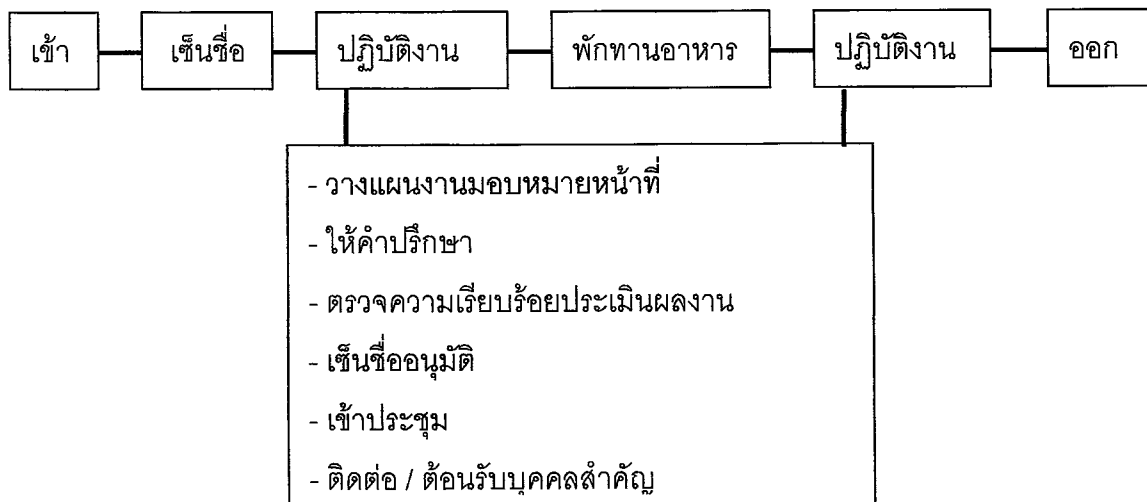 เข้า เซ็นชื่อ ปฏิบัติงาน พักทานอาหาร ปฏิบัติงาน ออก
- วางแผนงานมอบหมายหน้าที่
- ให้คำปรึกษา
- ตรวจความเรียบร้อยประเมินผลงาน
- เซ็นชื่ออนุมัติ
- เข้าประชุม
- ติดต่อ / ต้อนรับบุคคลสำคัญ